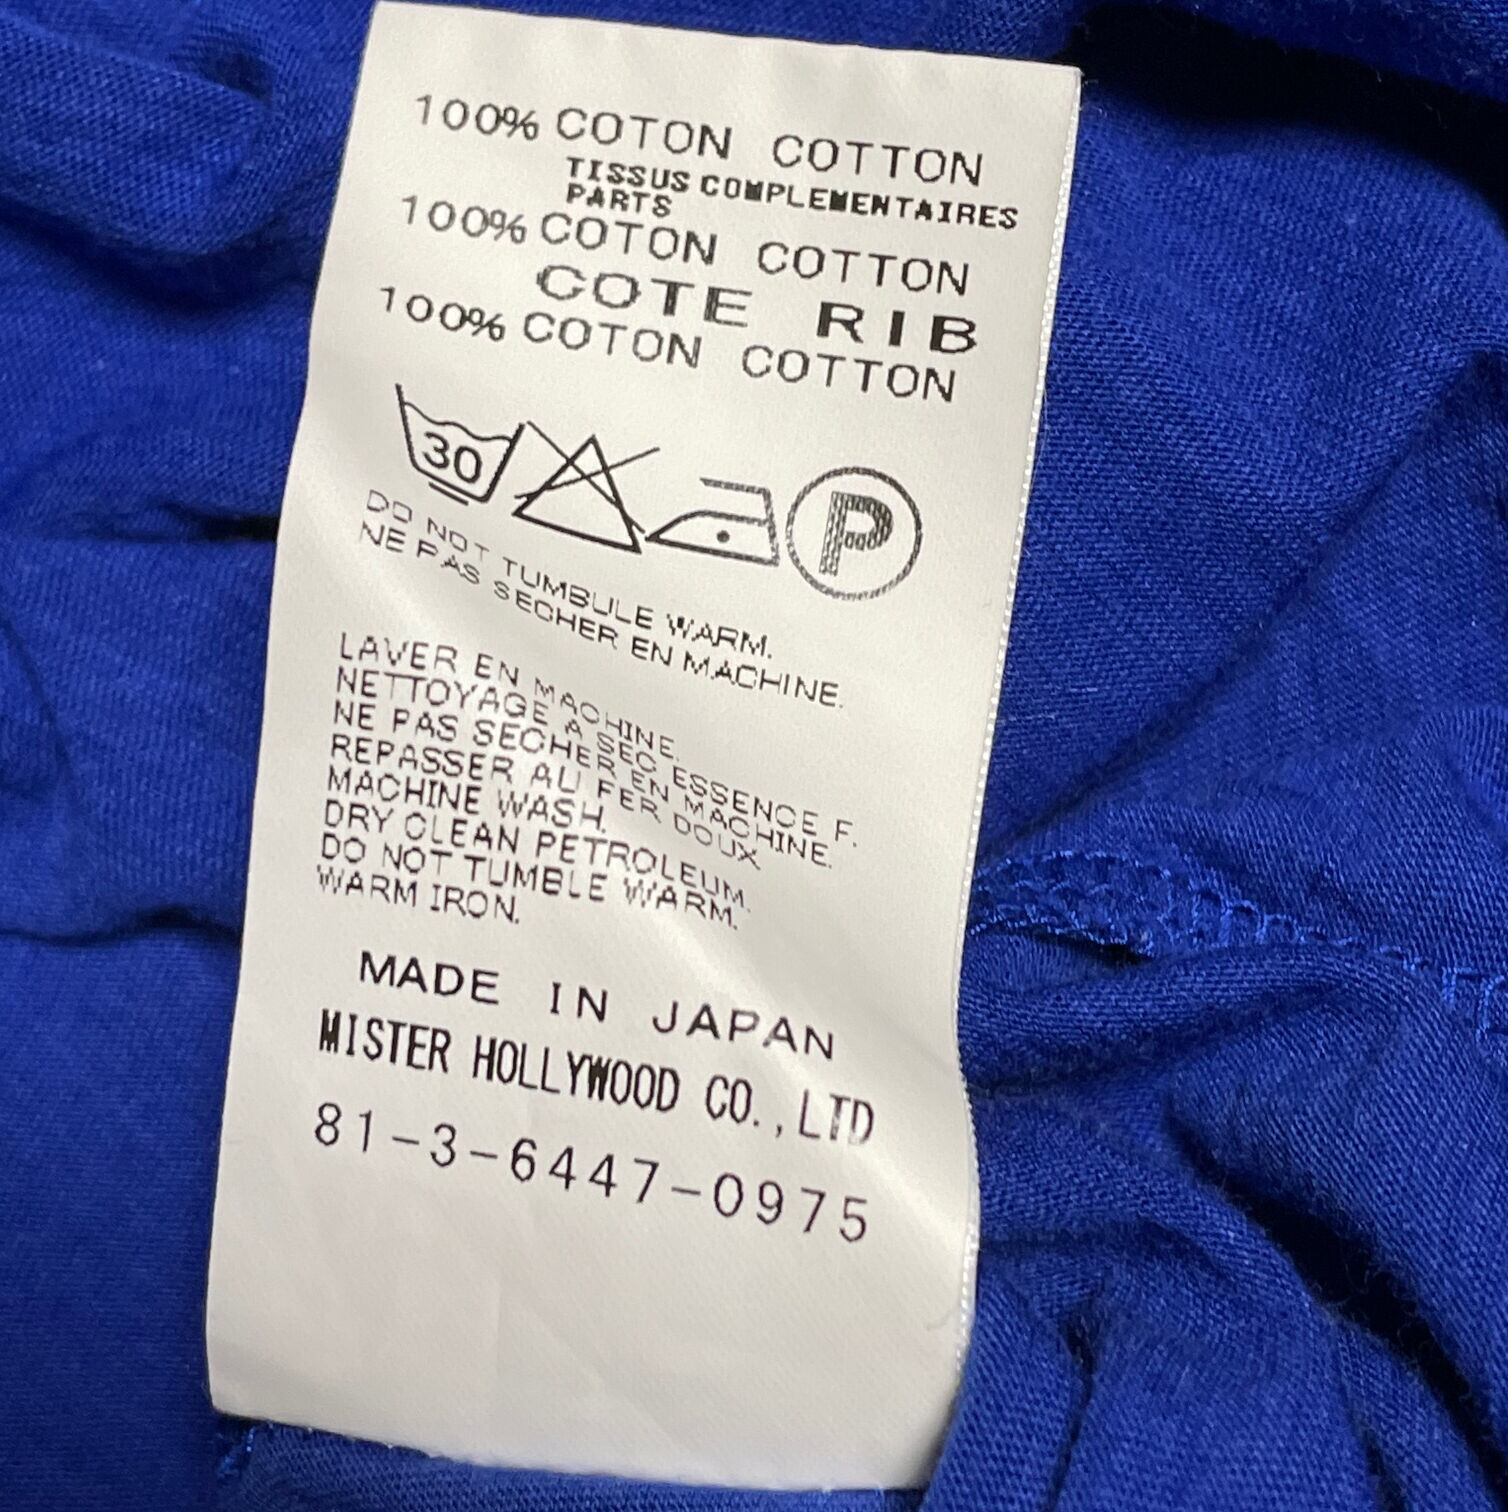 100% COTON COTTON
TISSUS COMPLEMENTAIRES
PARTS
100% COTON COTTON
COTE RIB
100% COTON COTTON
30
P
DO NOT TUMBULE WARM.
NE PAS SECHER EN MACHINE.
LAVER EN MACHINE.
NETTOYAGE A SEC ESSENCE F.
NE PAS SECHER EN MACHINE.
REPASSER AU FER DOUX
MACHINE WASH.
DRY CLEAN PETROLEUM.
DO NOT TUMBLE WARM.
WARM IRON.
MADE IN JAPAN
MISTER HOLLYWOOD CO.,LTD
81-3-6447-0975